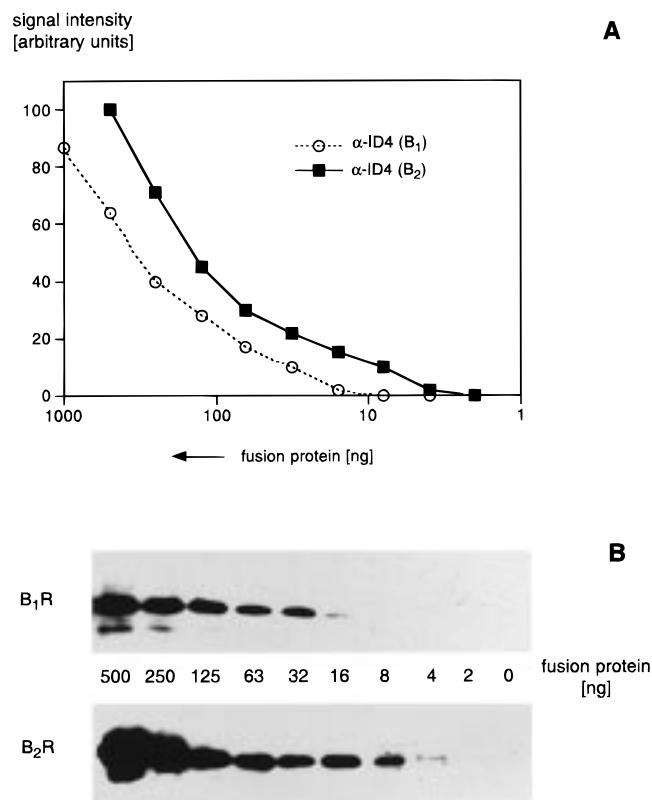 signal intensity
[arbitrary units]
A
100
80
60
40
20
0
α-ID4 (B₁)
α-ID4 (B₂)
1000 100 10 1
fusion protein [ng]
B
B₁R
500 250 125 63 32 16 8 4 2 0
fusion protein
[ng]
B₂R